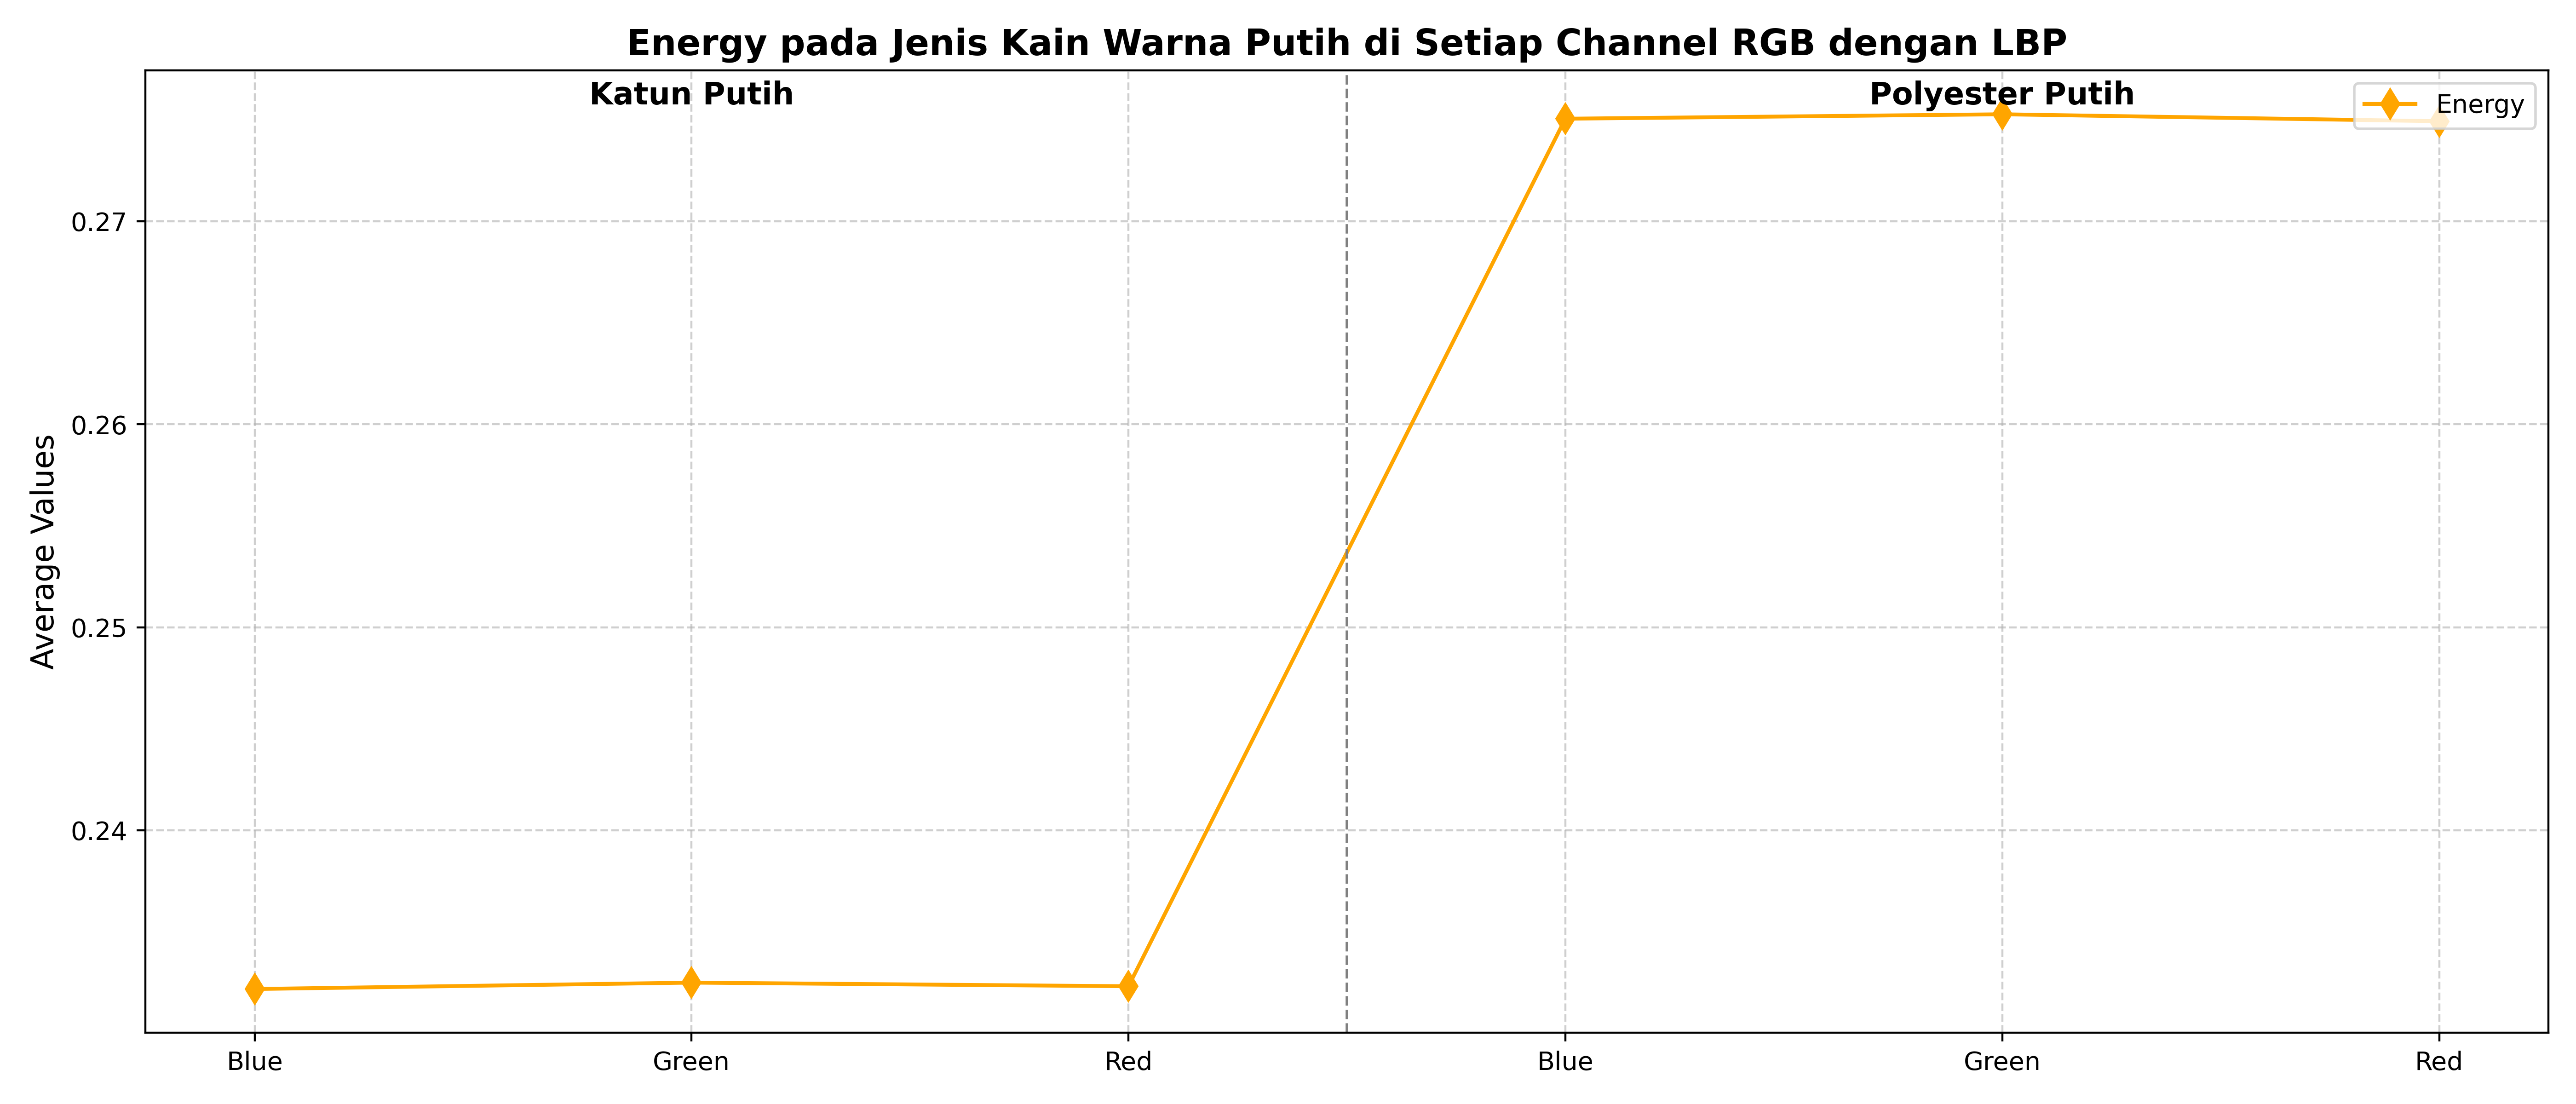 Energy pada Jenis Kain Warna Putih di Setiap Channel RGB dengan LBP
Katun Putih
Polyester Putih
Energy
Average Values
0.27
0.26
0.25
0.24
Blue
Green
Red
Blue
Green
Red